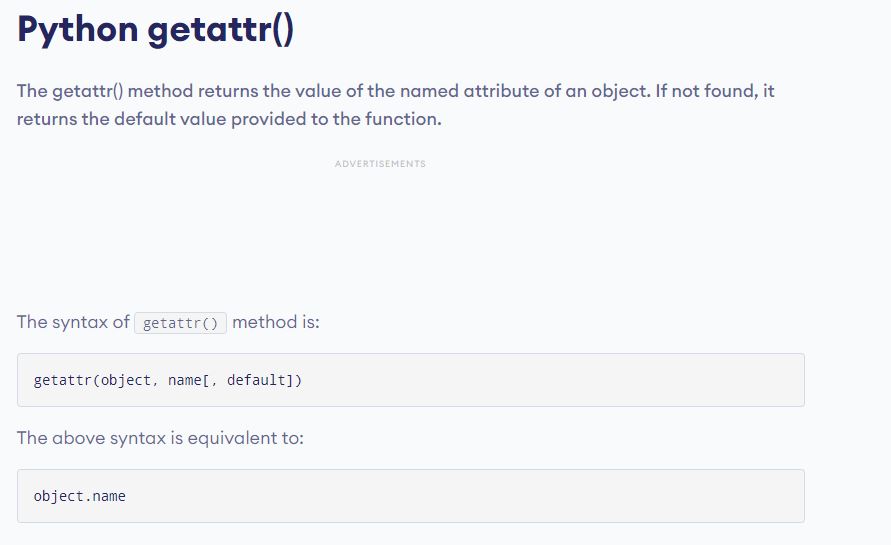 Python getattr()
The getattr() method returns the value of the named attribute of an object. If not found, it
returns the default value provided to the function.
ADVERTISEMENTS
The syntax of getattr() method is:
getattr(object, name[, default])
The above syntax is equivalent to:
object.name